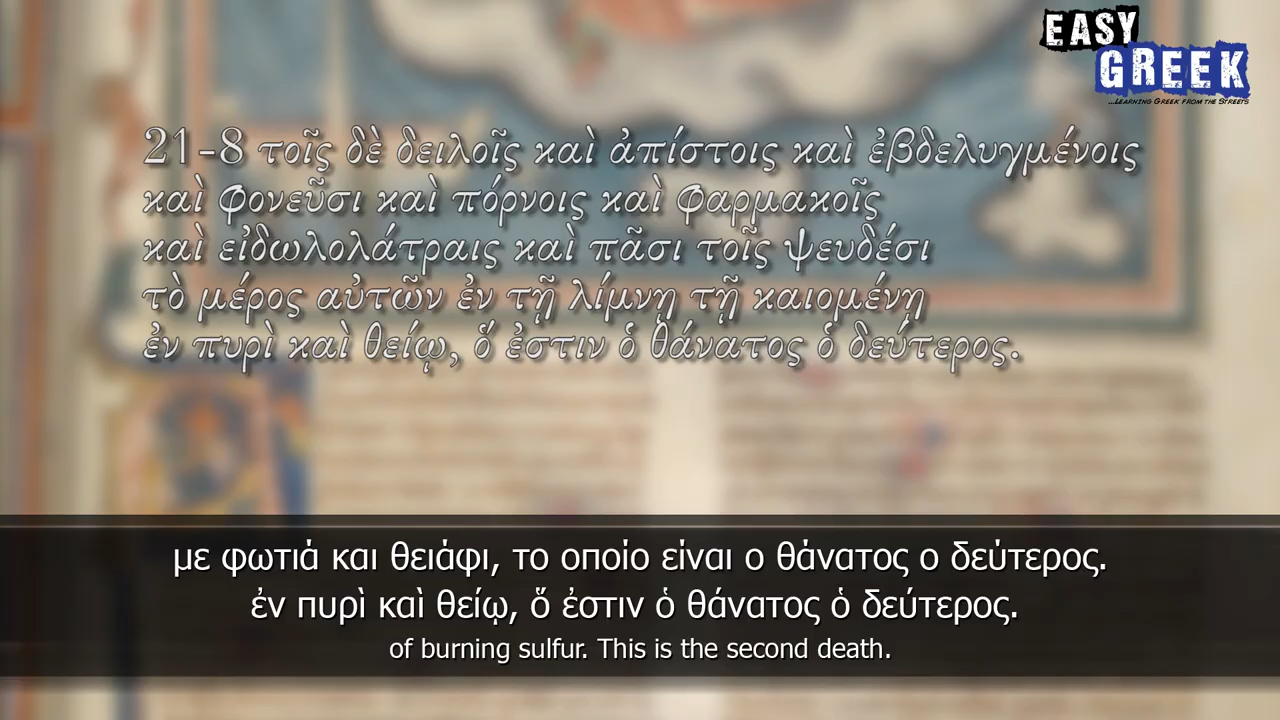 EASY
GREEK
...LEARNING GREEK FROM THE STREETS
21-8 τοῖς δὲ δειλοῖς καὶ ἀπίστοις καὶ ἐβδελυγμένοις
καὶ φονεῦσι καὶ πόρνοις καὶ φαρμακοῖς
καὶ εἰδωλολάτραις καὶ πᾶσι τοῖς ψευδέσι
τὸ μέρος αὐτῶν ἐν τῇ λίμνῃ τῇ καιομένῃ
ἐν πυρὶ καὶ θείῳ, ὅ ἐστιν ὁ θάνατος ὁ δεύτερος.
με φωτιά και θειάφι, το οποίο είναι ο θάνατος ο δεύτερος.
ἐν πυρὶ καὶ θείῳ, ὅ ἐστιν ὁ θάνατος ὁ δεύτερος.
of burning sulfur. This is the second death.